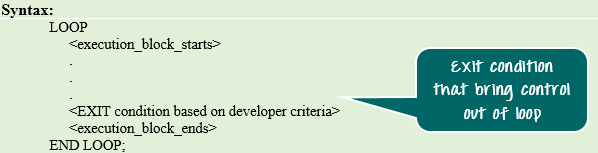 Syntax:
LOOP
<execution_block_starts>
.
.
.
<EXIT condition based on developer criteria>
<execution_block_ends>
END LOOP;
Exit condition
that bring control
out of loop